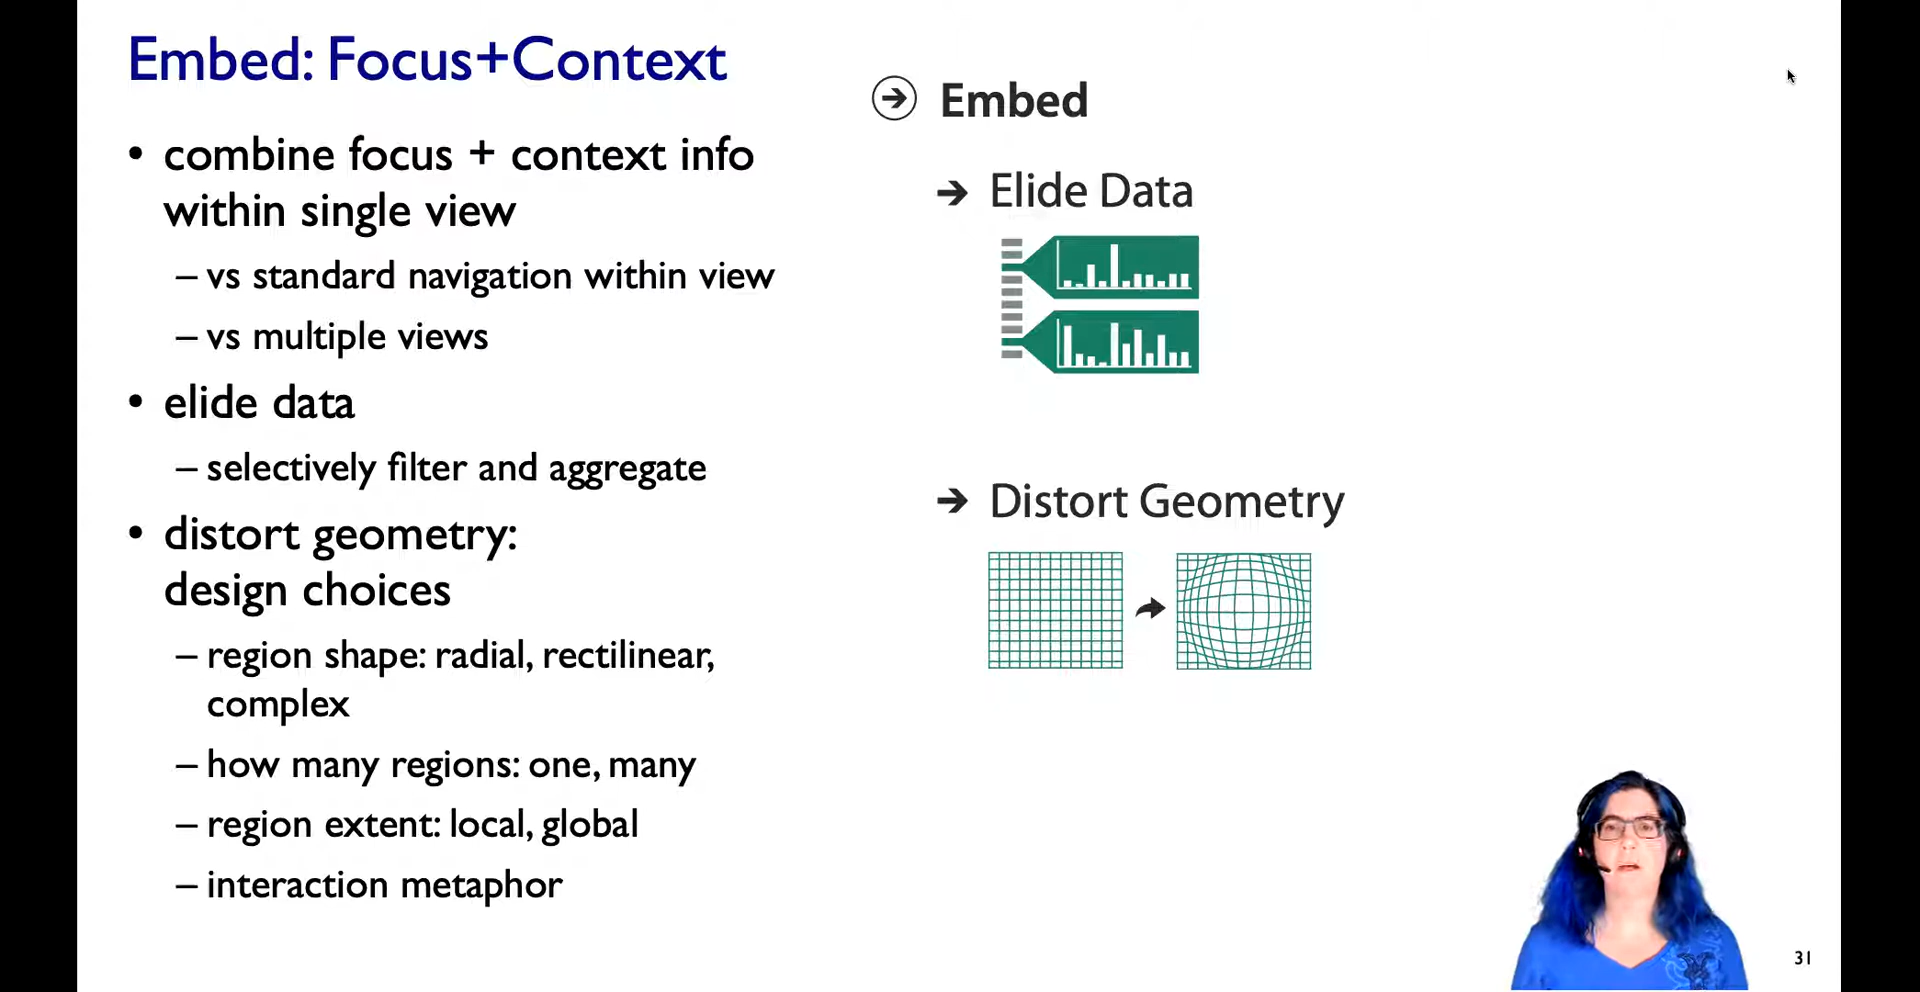 Embed: Focus+Context
• combine focus + context info
within single view
– vs standard navigation within view
– vs multiple views
• elide data
– selectively filter and aggregate
• distort geometry:
design choices
– region shape: radial, rectilinear,
complex
– how many regions: one, many
– region extent: local, global
– interaction metaphor
Embed
Elide Data
Distort Geometry
31